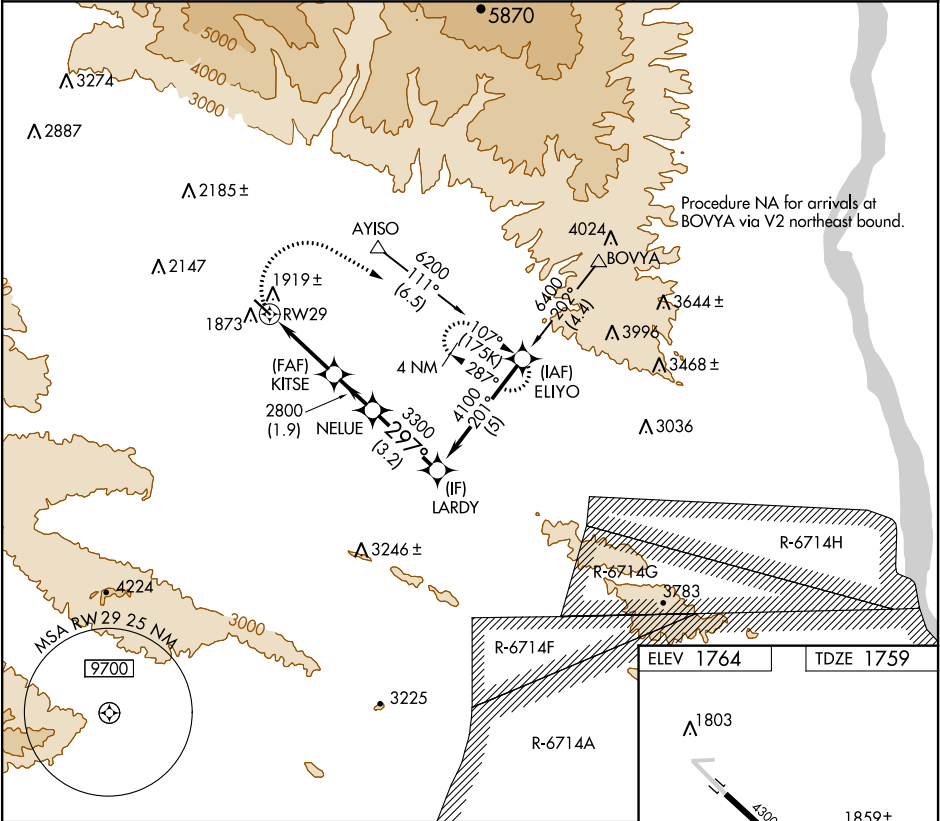 5870
5000
4000
3000
3274
2887
2185 ±
Procedure NA for arrivals at
BOVYA via V2 northeast bound.
4024
BOVYA
AYISO
6200
111°
(6.5)
6400
202°
(4.4)
2147
1919 ±
1873
RW29
3644 ±
3996
3468 ±
107°
(175K)
4 NM
287°
(IAF)
ELIYO
(FAF)
KITSE
2800
(1.9)
NELUE
3300
297°
(3.2)
4100
201°
(5)
3036
(IF)
LARDY
R-6714H
3246 ±
R-6714G
3783
4224
3000
MSA RW 29 25 NM
9700
R-6714F
3225
R-6714A
ELEV 1764
TDZE 1759
1803
4300
1859±